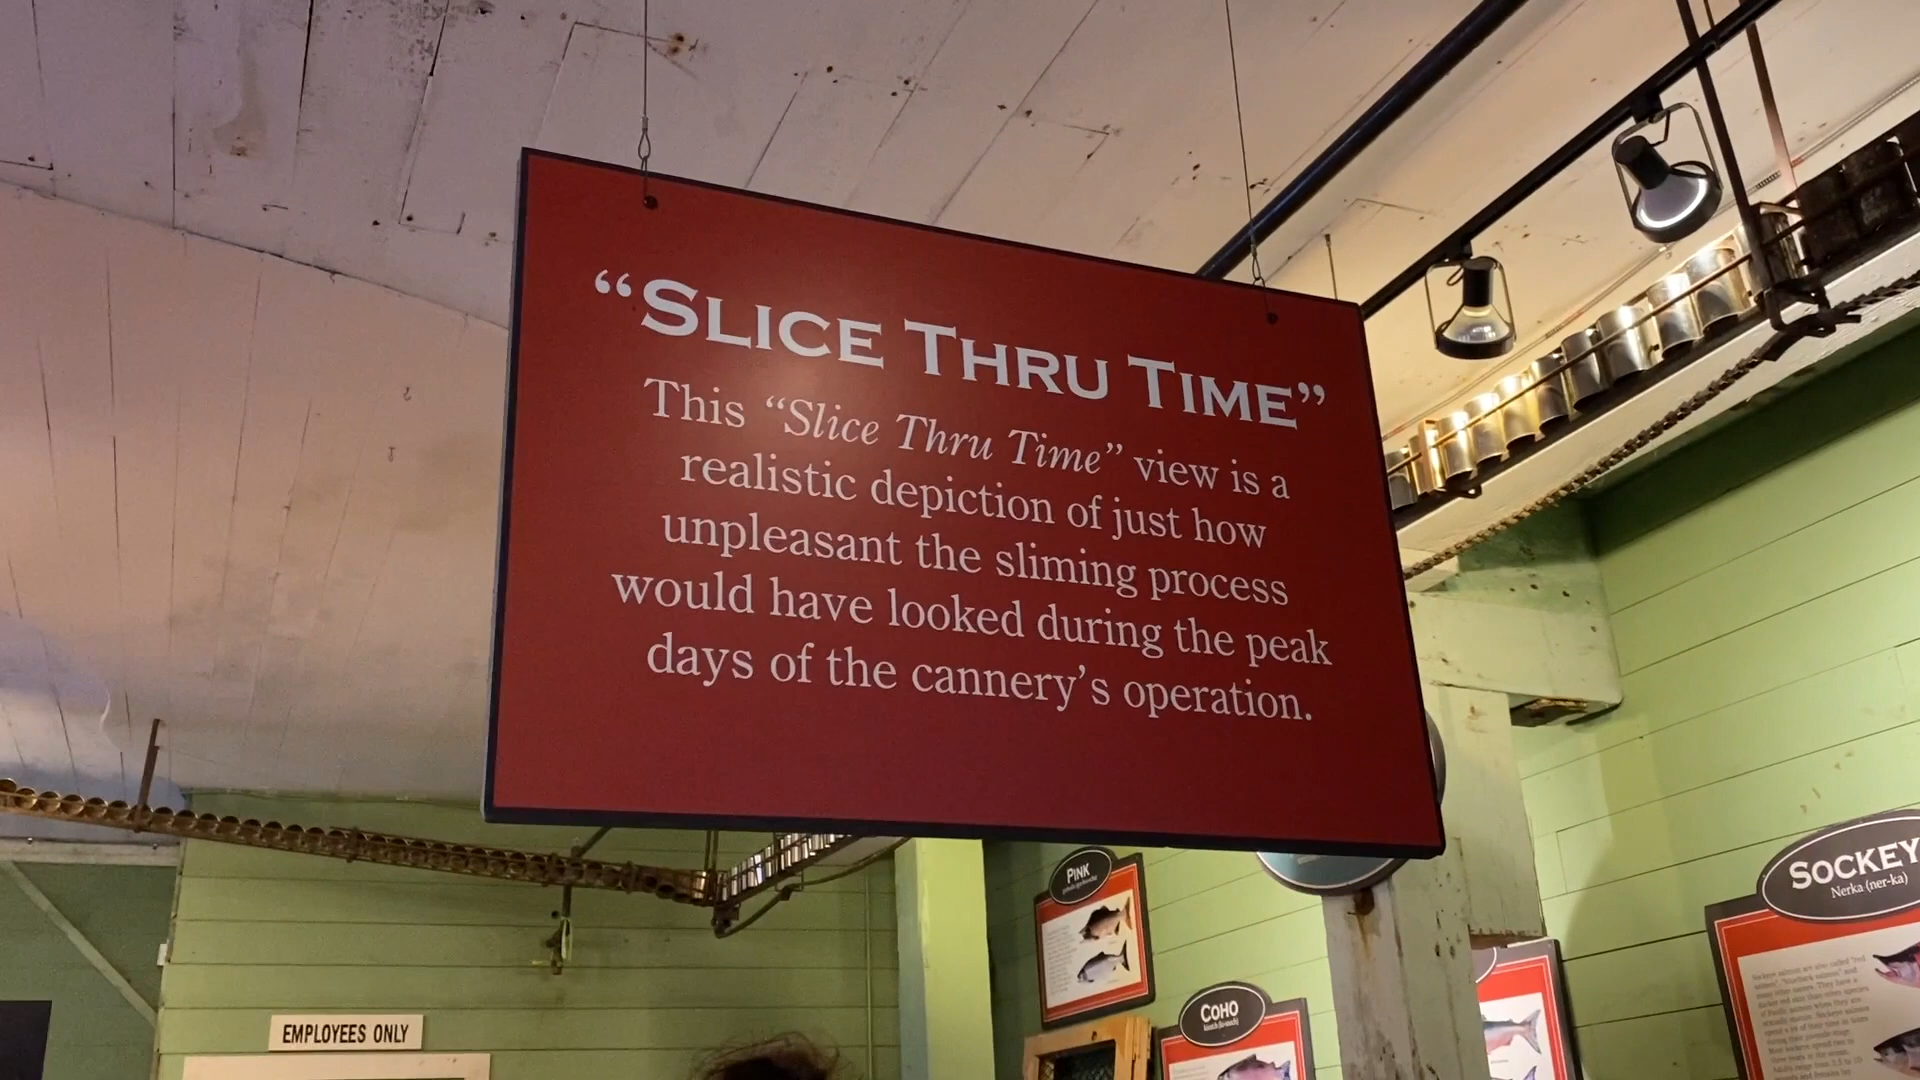 “SLICE THRU TIME”
This “Slice Thru Time” view is a
realistic depiction of just how
unpleasant the sliming process
would have looked during the peak
days of the cannery’s operation.
EMPLOYEES ONLY
PINK
COHO
SOCKEY
Nerka (ner-ka)